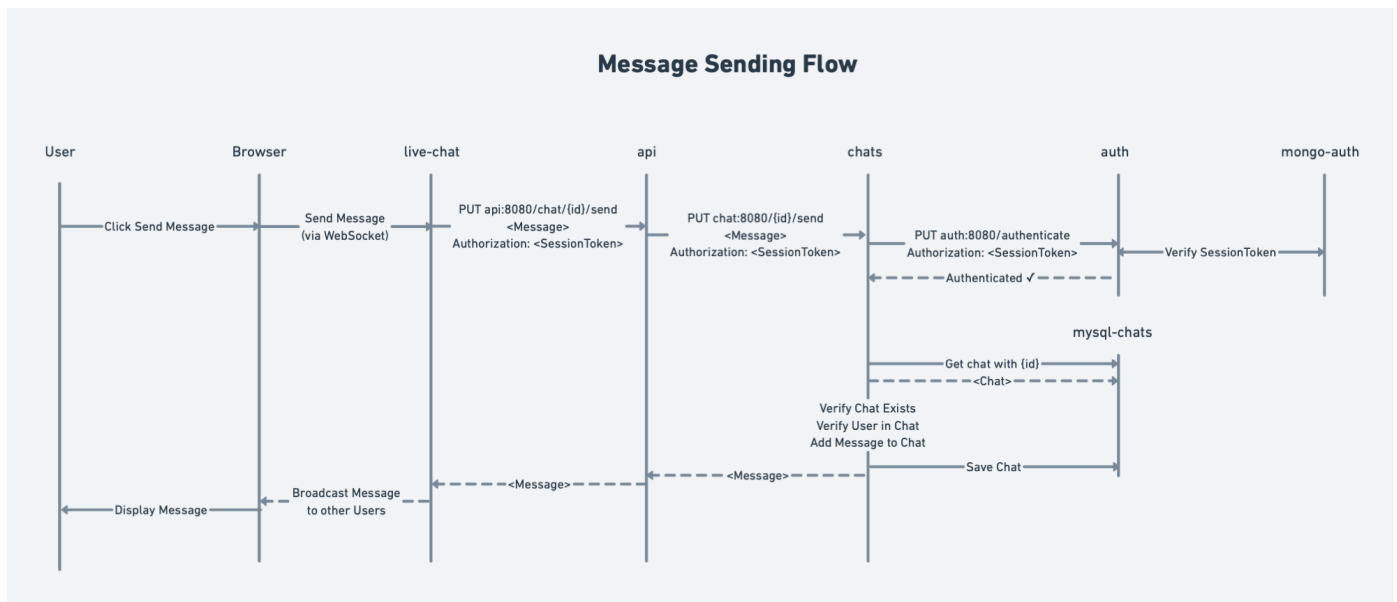 Message Sending Flow
User
Browser
live-chat
api
chats
auth
mongo-auth
Click Send Message
Send Message
(via WebSocket)
PUT api:8080/chat/{id}/send
<Message>
Authorization: <SessionToken>
PUT chat:8080/{id}/send
<Message>
Authorization: <SessionToken>
PUT auth:8080/authenticate
Authorization: <SessionToken>
Verify SessionToken
Authenticated ✓
mysql-chats
Get chat with {id}
<Chat>
Verify Chat Exists
Verify User in Chat
Add Message to Chat
Save Chat
<Message>
<Message>
Broadcast Message
to other Users
Display Message